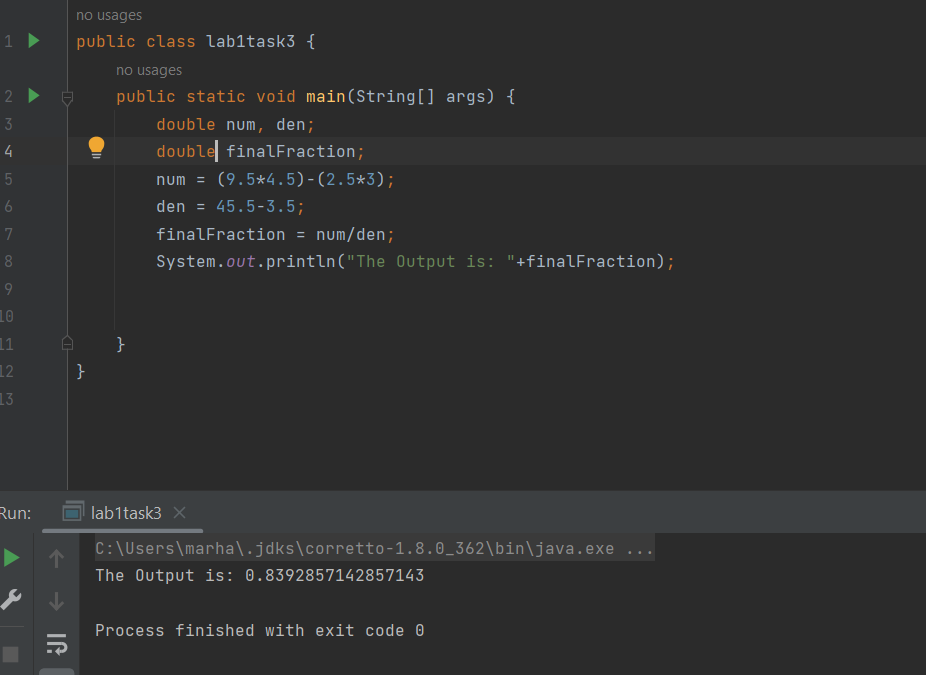 no usages
1 public class lab1task3 {
no usages
2 public static void main(String[] args) {
3 double num, den;
4 double finalFraction;
5 num = (9.5*4.5)-(2.5*3);
6 den = 45.5-3.5;
7 finalFraction = num/den;
8 System.out.println("The Output is: "+finalFraction);
9
10
11 }
12 }
13
Run: lab1task3
C:\Users\marha\.jdks\corretto-1.8.0_362\bin\java.exe ...
The Output is: 0.8392857142857143
Process finished with exit code 0